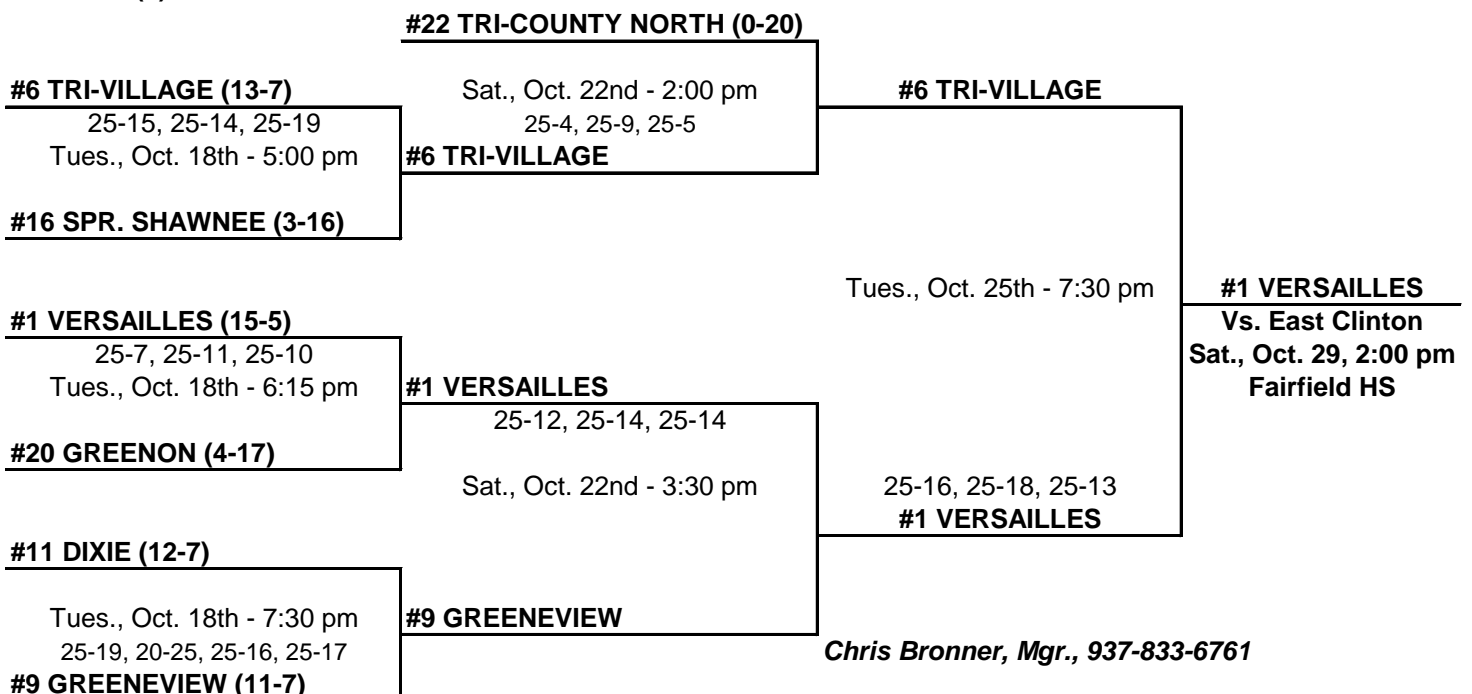 #22 TRI-COUNTY NORTH (0-20)
#6 TRI-VILLAGE (13-7)
Sat., Oct. 22nd - 2:00 pm
#6 TRI-VILLAGE
25-15, 25-14, 25-19
25-4, 25-9, 25-5
Tues., Oct. 18th - 5:00 pm
#6 TRI-VILLAGE
#16 SPR. SHAWNEE (3-16)
Tues., Oct. 25th - 7:30 pm
#1 VERSAILLES
#1 VERSAILLES (15-5)
Vs. East Clinton
25-7, 25-11, 25-10
Sat., Oct. 29, 2:00 pm
Tues., Oct. 18th - 6:15 pm
#1 VERSAILLES
Fairfield HS
25-12, 25-14, 25-14
#20 GREENON (4-17)
Sat., Oct. 22nd - 3:30 pm
25-16, 25-18, 25-13
#1 VERSAILLES
#11 DIXIE (12-7)
Tues., Oct. 18th - 7:30 pm
#9 GREENEVIEW
25-19, 20-25, 25-16, 25-17
Chris Bronner, Mgr., 937-833-6761
#9 GREENEVIEW (11-7)